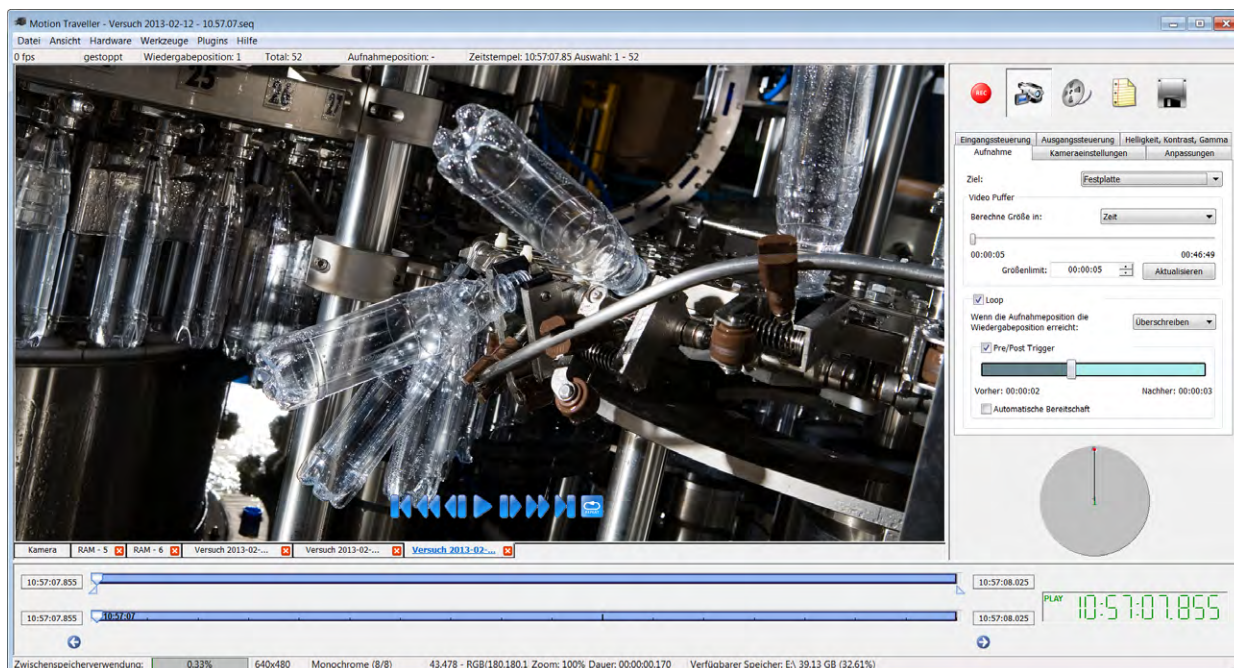 Motion Traveller - Versuch 2013-02-12 - 10.57.07.seq
Datei Ansicht Hardware Werkzeuge Plugins Hilfe
0 fps gestoppt Wiedergabeposition: 1 Total: 52 Aufnahmeposition: - Zeitstempel: 10:57:07.85 Auswahl: 1 - 52
25
26
27
REC
Eingangssteuerung Ausgangssteuerung Helligkeit, Kontrast, Gamma
Aufnahme Kameraeinstellungen Anpassungen
Ziel: Festplatte
Video Puffer
Berechne Größe in: Zeit
00:00:05 00:46:49
Größenlimit: 00:00:05 Aktualisieren
Loop
Wenn die Aufnahmeposition die
Wiedergabeposition erreicht: Überschreiben
Pre/Post Trigger
Vorher: 00:00:02 Nachher: 00:00:03
Automatische Bereitschaft
Kamera RAM - 5 RAM - 6 Versuch 2013-02-... Versuch 2013-02-... Versuch 2013-02-...
10:57:07.855 10:57:08.025
PLAY 10:57:07.855
10:57:07.855 10:57:07 10:57:08.025
Zwischenspeicherverwendung: 0.33% 640x480 Monochrome (8/8) 43,478 - RGB(180,180,1 Zoom: 100% Dauer: 00:00:00.170 Verfügbarer Speicher: E:\ 39.13 GB (32.61%)